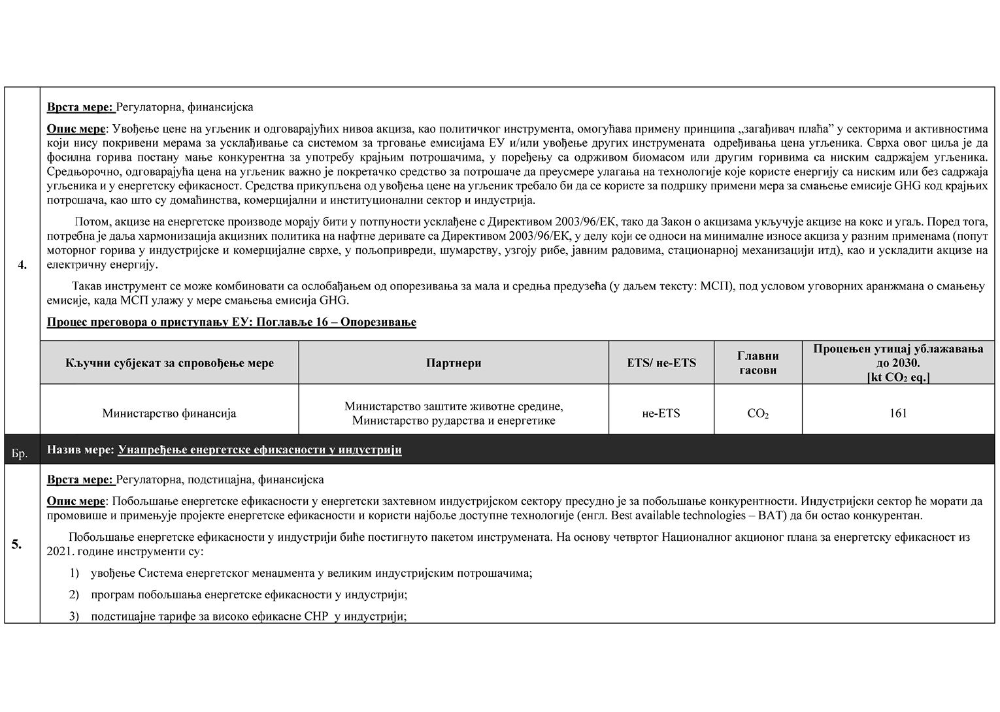 Врста мере: Регулаторна, финансијска
Опис мере: Увођење цене на угљеник и одговарајућих нивоа акциза, као политичког инструмента, омогућава примену принципа „загађивач плаћа” у секторима и активностима
који нису покривени мерама за усклађивање са системом за трговање емисијама ЕУ и/или увођење других инструмената одређивања цена угљеника. Сврха овог циља је да
фосилна горива постану мање конкурентна за употребу крајњим потрошачима, у поређењу са одрживом биомасом или другим горивима са ниским садржајем угљеника.
Средњорочно, одговарајућа цена на угљеник важно је покретачко средство за потрошаче да преусмере улагања на технологије које користе енергију са ниским или без садржаја
угљеника и у енергетску ефикасност. Средства прикупљена од увођења цене на угљеник требало би да се користе за подршку примени мера за смањење емисије GHG код крајњих
потрошача, као што су домаћинства, комерцијални и институционални сектор и индустрија.
Потом, акцизе на енергетске производе морају бити у потпуности усклађене с Директивом 2003/96/ЕК, тако да Закон о акцизама укључује акцизе на кокс и угаљ. Поред тога,
потребна је даља хармонизација акцизних политика на нафтне деривате са Директивом 2003/96/ЕК, у делу који се односи на минималне износе акциза у разним применама (попут
моторног горива у индустријске и комерцијалне сврхе, у пољопривреди, шумарству, узгоју рибе, јавним радовима, стационарној механизацији итд), као и ускладити акцизе на
4.
електричну енергију.
Такав инструмент се може комбиновати са ослобађањем од опорезивања за мала и средња предузећа (у даљем тексту: МСП), под условом уговорних аранжмана о смањењу
емисије, када МСП улажу у мере смањења емисија GHG.
Процес преговора о приступању ЕУ: Поглавље 16 – Опорезивање
Кључни субјекат за спровођење мере
Партнери
ETS/ не-ETS
Главни
гасови
Процењен утицај ублажавања
до 2030.
[kt CO₂ eq.]
Министарство финансија
Министарство заштите животне средине,
Министарство рударства и енергетике
не-ETS
CO₂
161
Бр.
Назив мере: Унапређење енергетске ефикасности у индустрији
Врста мере: Регулаторна, подстицајна, финансијска
Опис мере: Побољшање енергетске ефикасности у енергетски захтевном индустријском сектору пресудно је за побољшање конкурентности. Индустријски сектор ће морати да
промовише и примењује пројекте енергетске ефикасности и користи најбоље доступне технологије (енгл. Best available technologies – BAT) да би остао конкурентан.
Побољшање енергетске ефикасности у индустрији биће постигнуто пакетом инструмената. На основу четвртог Националног акционог плана за енергетску ефикасност из
5.
2021. године инструменти су:
1) увођење Система енергетског менаџмента у великим индустријским потрошачима;
2) програм побољшања енергетске ефикасности у индустрији;
3) подстицајне тарифе за високо ефикасне CHP у индустрији;